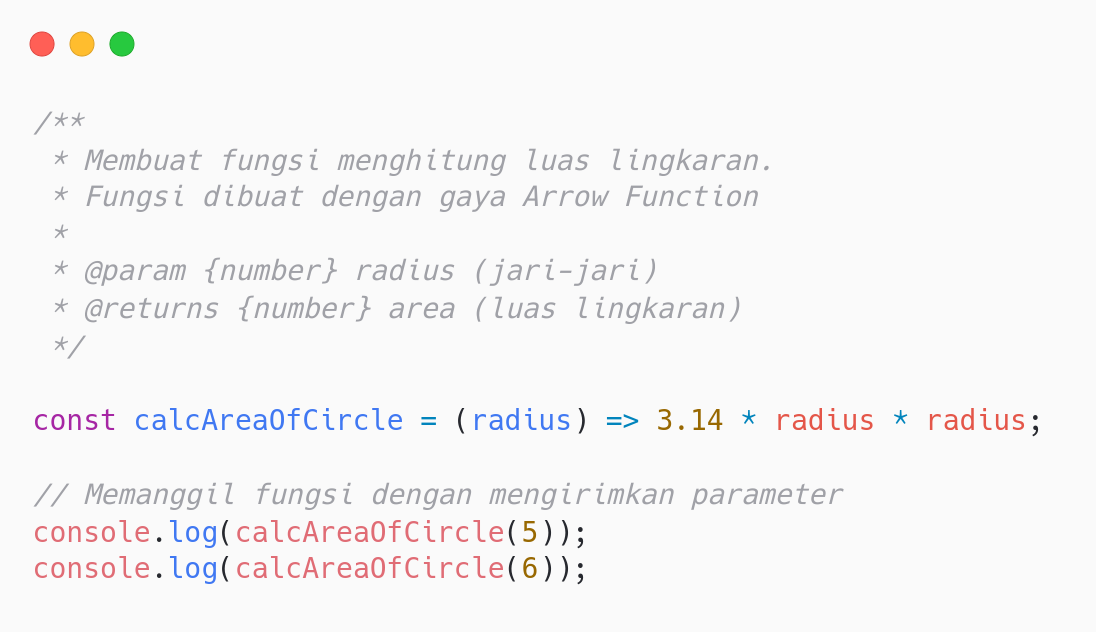 /**
 * Membuat fungsi menghitung luas lingkaran.
 * Fungsi dibuat dengan gaya Arrow Function
 *
 * @param {number} radius (jari-jari)
 * @returns {number} area (luas lingkaran)
 */
const calcAreaOfCircle = (radius) => 3.14 * radius * radius;
// Memanggil fungsi dengan mengirimkan parameter
console.log(calcAreaOfCircle(5));
console.log(calcAreaOfCircle(6));